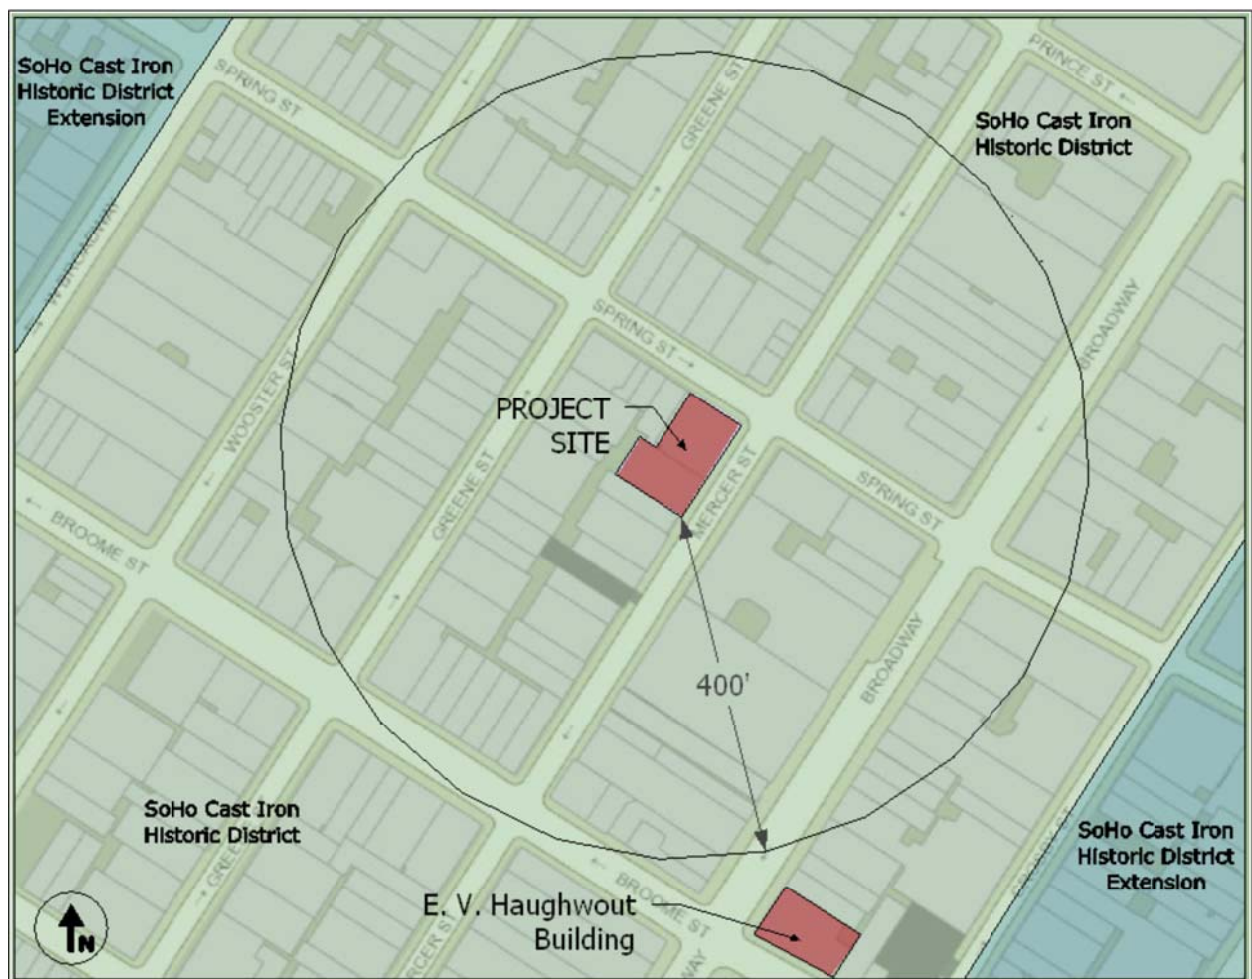 SoHo Cast Iron
Historic District
Extension
SPRING ST
GREENE ST
PRINCE ST
SoHo Cast Iron
Historic District
W BROADWAY
SPRING ST
BROADWAY
WOOSTER ST
PROJECT
SITE
GREENE ST
MERCER ST
SPRING ST
BROOME ST
BROADWAY
400'
SoHo Cast Iron
Historic District
SoHo Cast Iron
Historic District
Extension
BROOME ST
E. V. Haughwout
Building
BROADWAY
N